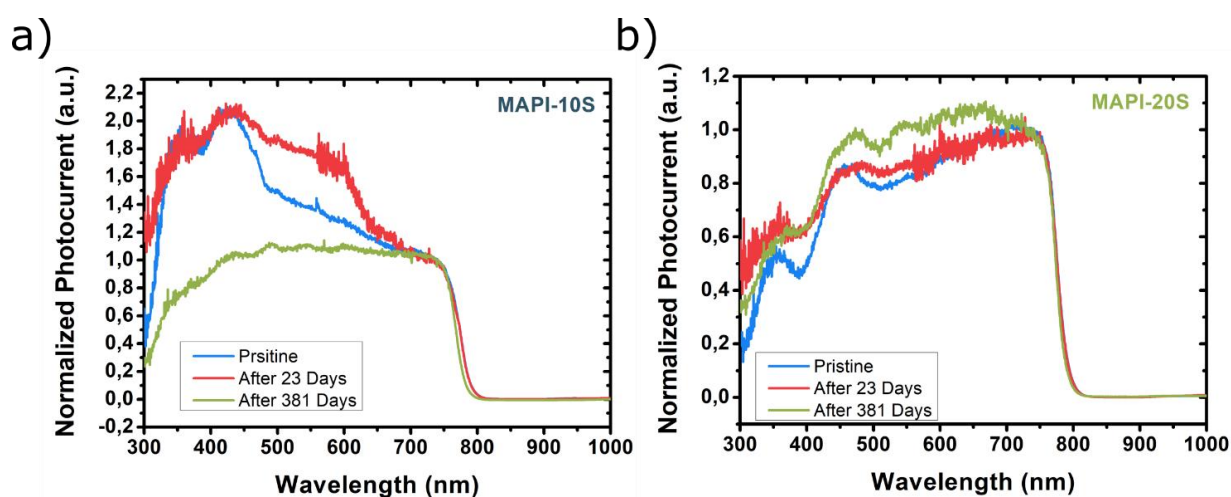 a)
Normalized Photocurrent (a.u.)
2,2
2,0
1,8
1,6
1,4
1,2
1,0
0,8
0,6
0,4
0,2
0,0
-0,2
MAPI-10S
Prsitine
After 23 Days
After 381 Days
300 400 500 600 700 800 900 1000
Wavelength (nm)
b)
Normalized Photocurrent (a.u.)
1,2
1,0
0,8
0,6
0,4
0,2
0,0
MAPI-20S
Pristine
After 23 Days
After 381 Days
300 400 500 600 700 800 900 1000
Wavelength (nm)